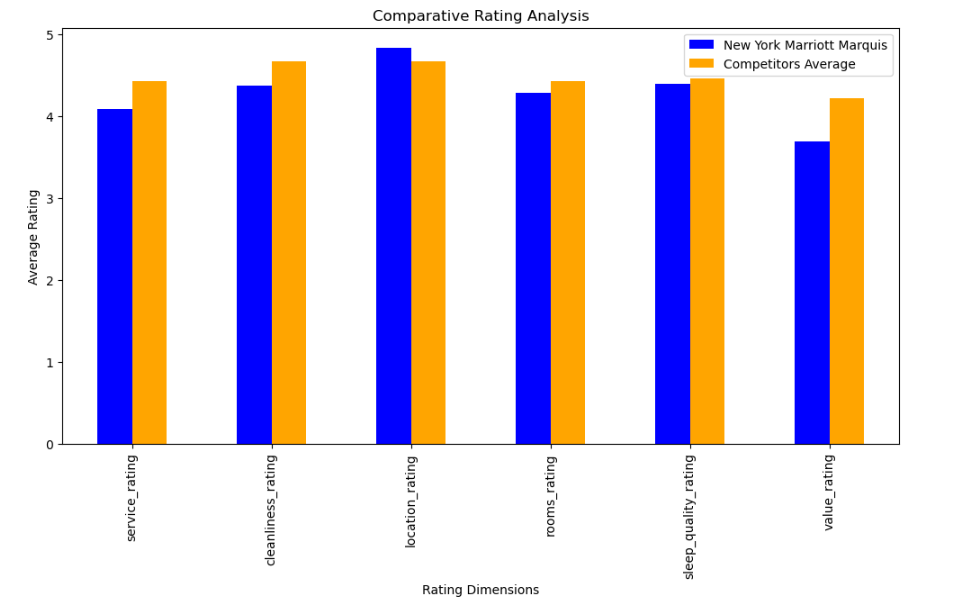 Comparative Rating Analysis
New York Marriott Marquis
Competitors Average
5
4
3
2
1
0
Average Rating
service_rating
cleanliness_rating
location_rating
rooms_rating
sleep_quality_rating
value_rating
Rating Dimensions